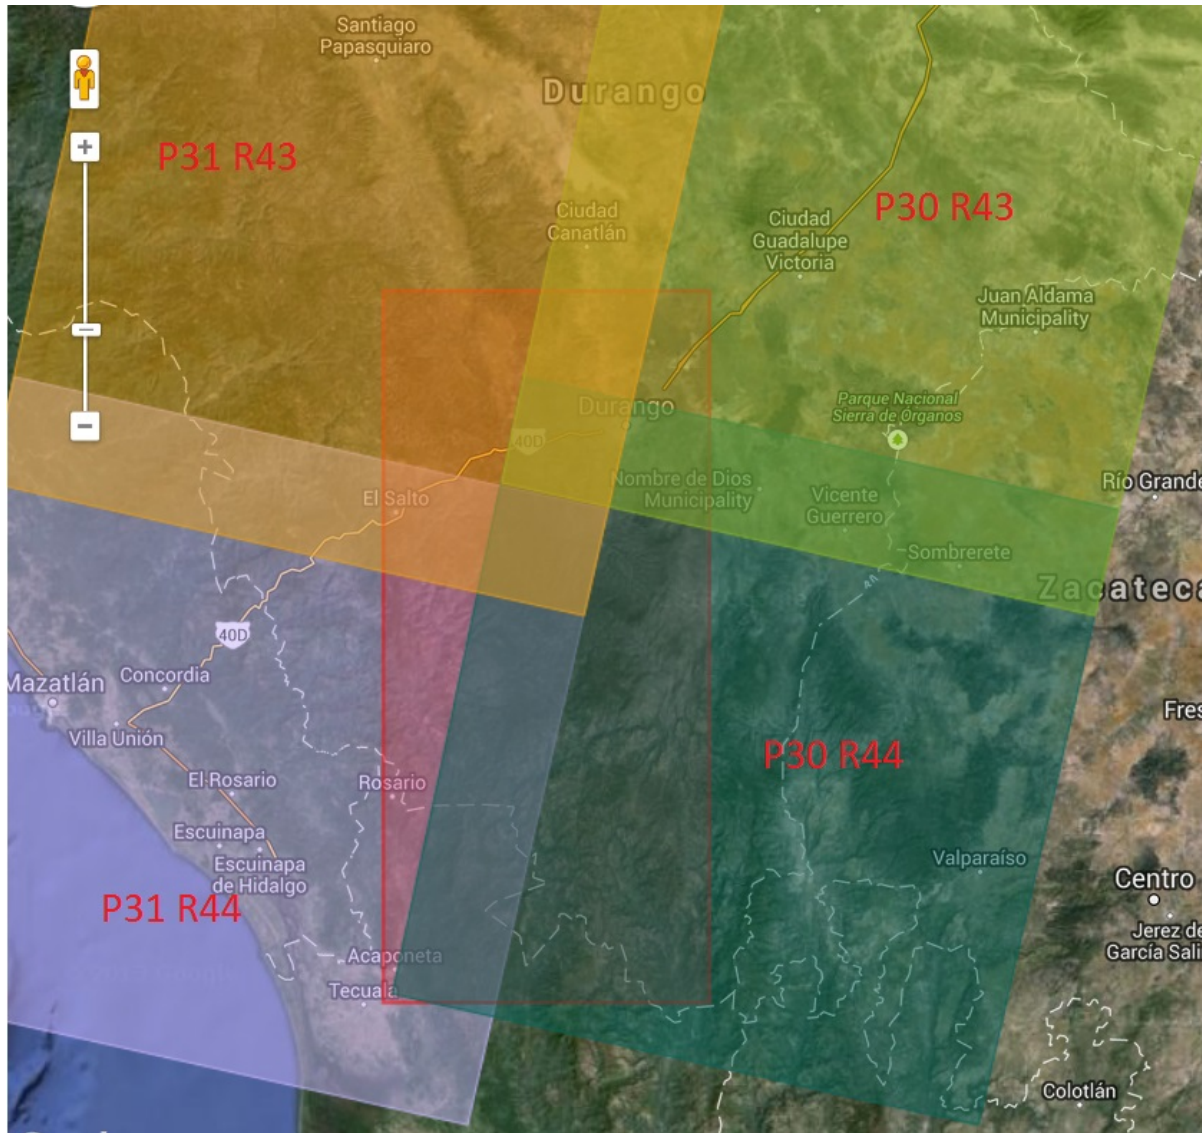 Santiago
Papasquiaro
Durango
P31 R43
P30 R43
Ciudad
Canatlán
Ciudad
Guadalupe
Victoria
Juan Aldama
Municipality
Parque Nacional
Sierra de Órganos
Durango
40D
Nombre de Dios
Municipality
Río Grande
El Salto
Vicente
Guerrero
Sombrerete
Zacateca
40D
Concordia
Mazatlán
Villa Unión
Fres
El Rosario
Rosario
P30 R44
Escuinapa
Escuinapa
de Hidalgo
Valparaíso
Centro
P31 R44
Jerez de
García Sali
Acaponeta
Tecuala
Colotlán